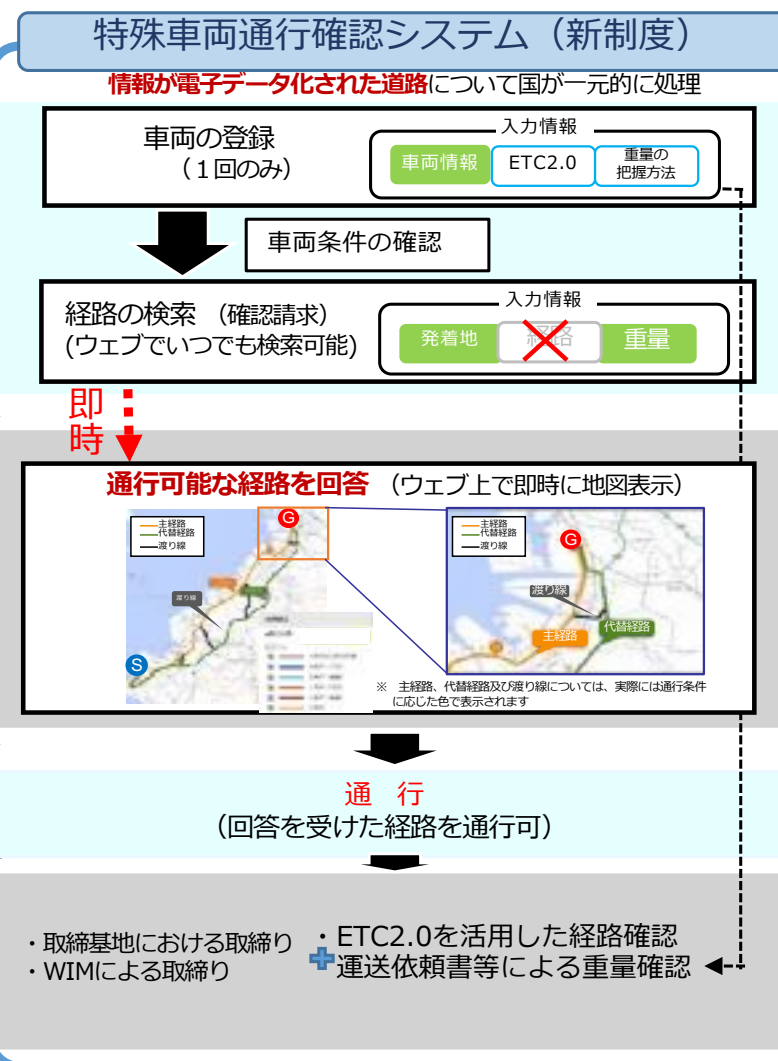 特殊車両通行確認システム（新制度）
情報が電子データ化された道路について国が一元的に処理
車両の登録
（１回のみ）
入力情報
車両情報
ETC2.0
重量の
把握方法
車両条件の確認
経路の検索 （確認請求）
(ウェブでいつでも検索可能)
入力情報
発着地
経路
重量
即時
通行可能な経路を回答 （ウェブ上で即時に地図表示）
主経路
代替経路
渡り線
G
渡り線
S
主経路
代替経路
渡り線
G
渡り線
代替経路
主経路
※ 主経路、代替経路及び渡り線については、実際には通行条件
に応じた色で表示されます
通 行
（回答を受けた経路を通行可）
・取締基地における取締り
・WIMによる取締り
・ETC2.0を活用した経路確認
運送依頼書等による重量確認